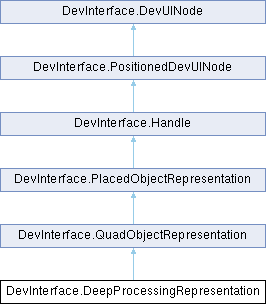 DevInterface.DevUINode
DevInterface.PositionedDevUINode
DevInterface.Handle
DevInterface.PlacedObjectRepresentation
DevInterface.QuadObjectRepresentation
DevInterface.DeepProcessingRepresentation